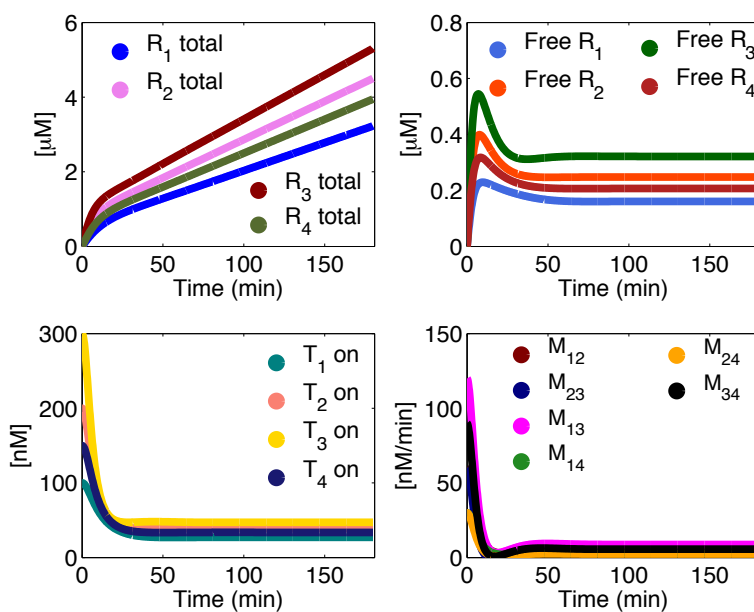 6
4
2
0
[µM]
R1 total
R2 total
R3 total
R4 total
0 50 100 150
Time (min)
0.8
0.6
0.4
0.2
0
[µM]
Free R1
Free R2
Free R3
Free R4
0 50 100 150
Time (min)
300
200
100
0
[nM]
T1 on
T2 on
T3 on
T4 on
0 50 100 150
Time (min)
150
100
50
0
[nM/min]
M12
M23
M13
M14
M24
M34
0 50 100 150
Time (min)